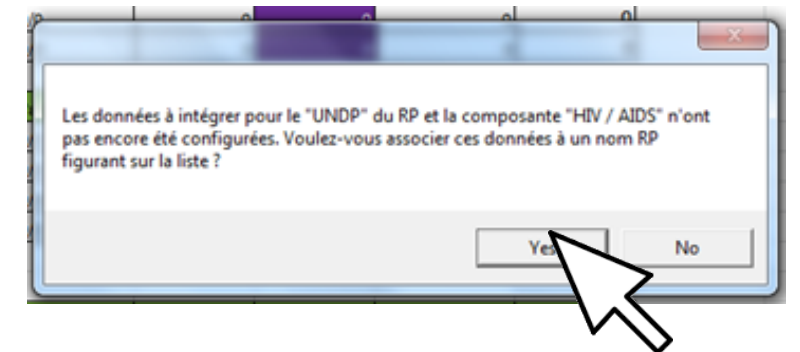 Les données à intégrer pour le "UNDP" du RP et la composante "HIV / AIDS" n'ont
pas encore été configurées. Voulez-vous associer ces données à un nom RP
figurant sur la liste ?
Yes
No